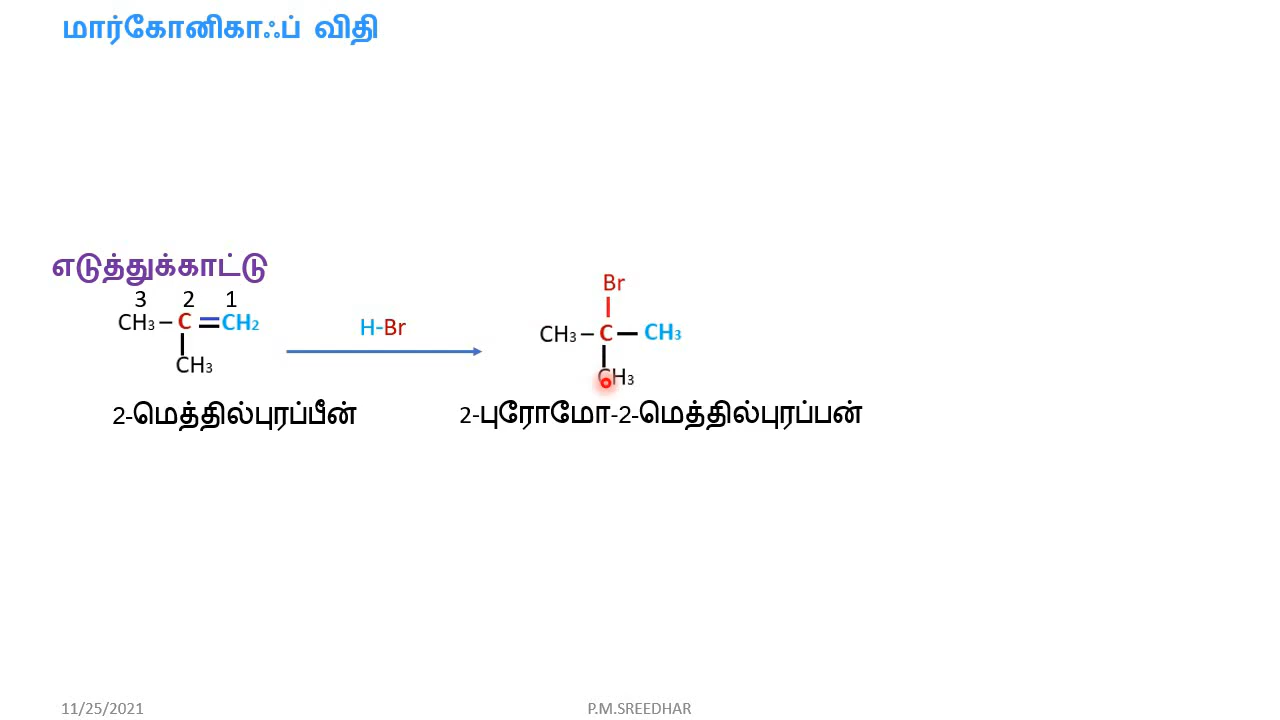 மார்கோனிகாஃப் விதி
எடுத்துக்காட்டு
3 2 1
CH3–C=CH2
CH3
H-Br
Br
CH3–C–CH3
CH3
2-மெத்தில்புரப்பீன்
2-புரோமோ-2-மெத்தில்புரப்பன்
11/25/2021
P.M.SREEDHAR